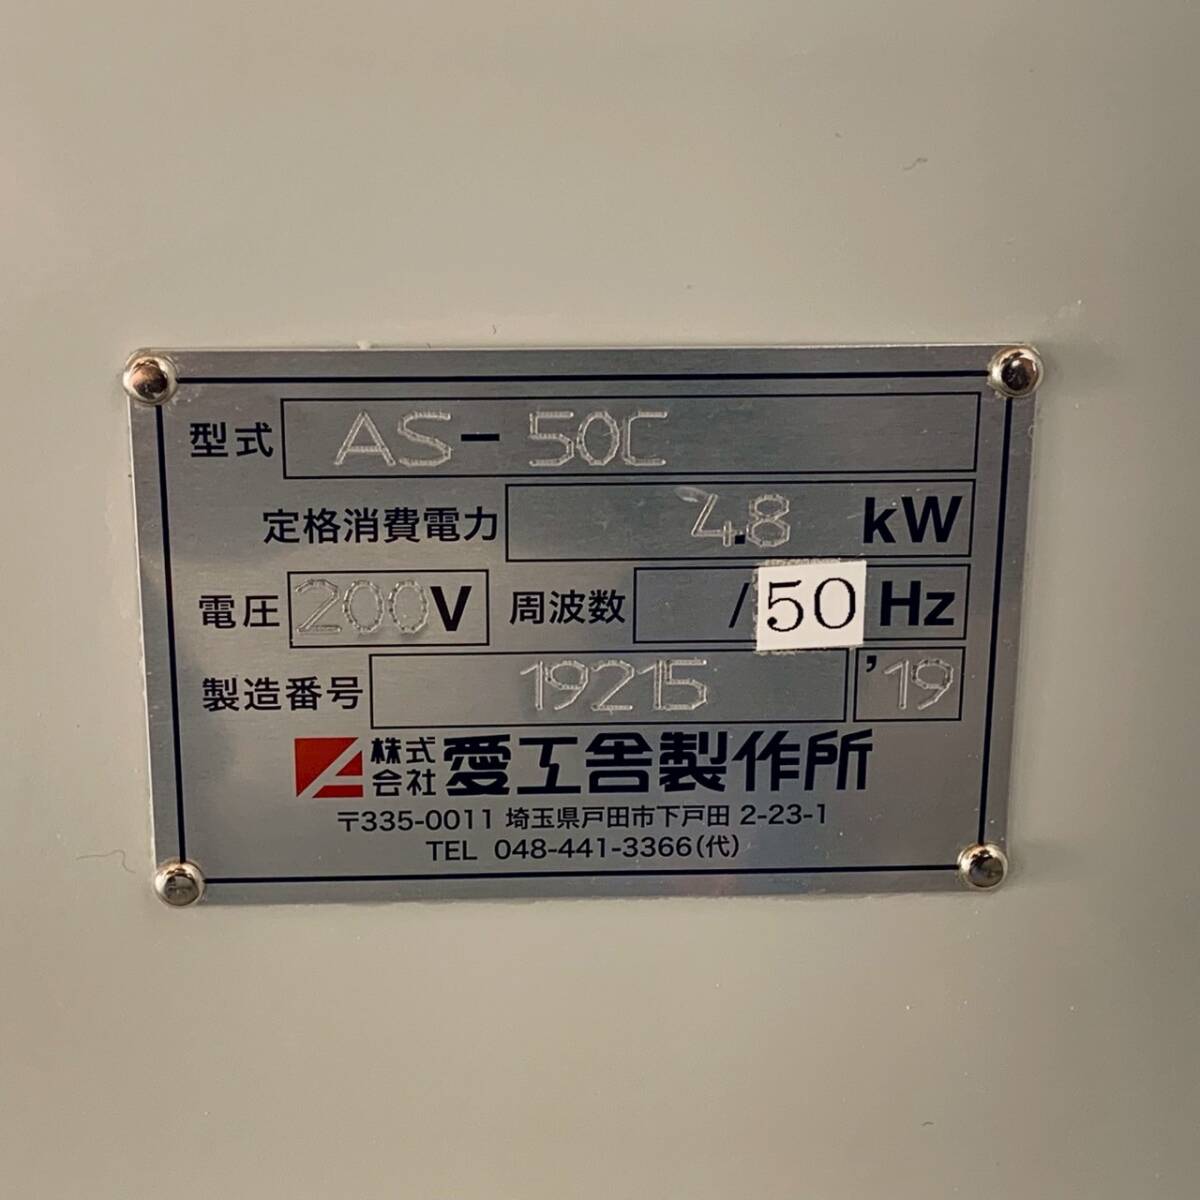 型式 AS-50C
定格消費電力 4.8 kW
電圧 200V 周波数 /50 Hz
製造番号 19215 '19
株式会社 愛工舎製作所
〒335-0011 埼玉県戸田市下戸田 2-23-1
TEL 048-441-3366(代)